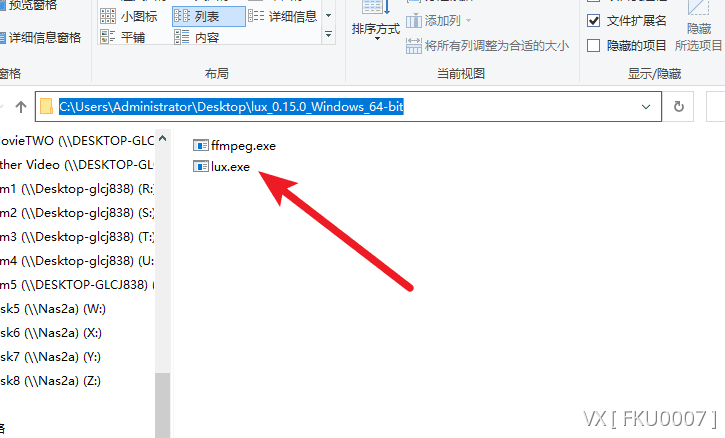 预览窗格
详细信息窗格
窗格
小图标
列表
详细信息
平铺
内容
布局
排序方式
添加列
将所有列调整为合适的大小
当前视图
文件扩展名
隐藏的项目
隐藏
所选项目
显示/隐藏
C:\Users\Administrator\Desktop\lux_0.15.0_Windows_64-bit
ovieTWO (\\DESKTOP-GLC
ther Video (\\DESKTOP-G
m1 (\\Desktop-glcj838) (R:)
m2 (\\Desktop-glcj838) (S:)
m3 (\\Desktop-glcj838) (T:)
m4 (\\Desktop-glcj838) (U:
m5 (\\DESKTOP-GLCJ838) (
sk5 (\\Nas2a) (W:)
sk6 (\\Nas2a) (X:)
sk7 (\\Nas2a) (Y:)
sk8 (\\Nas2a) (Z:)
络
ffmpeg.exe
lux.exe
VX [ FKU0007 ]